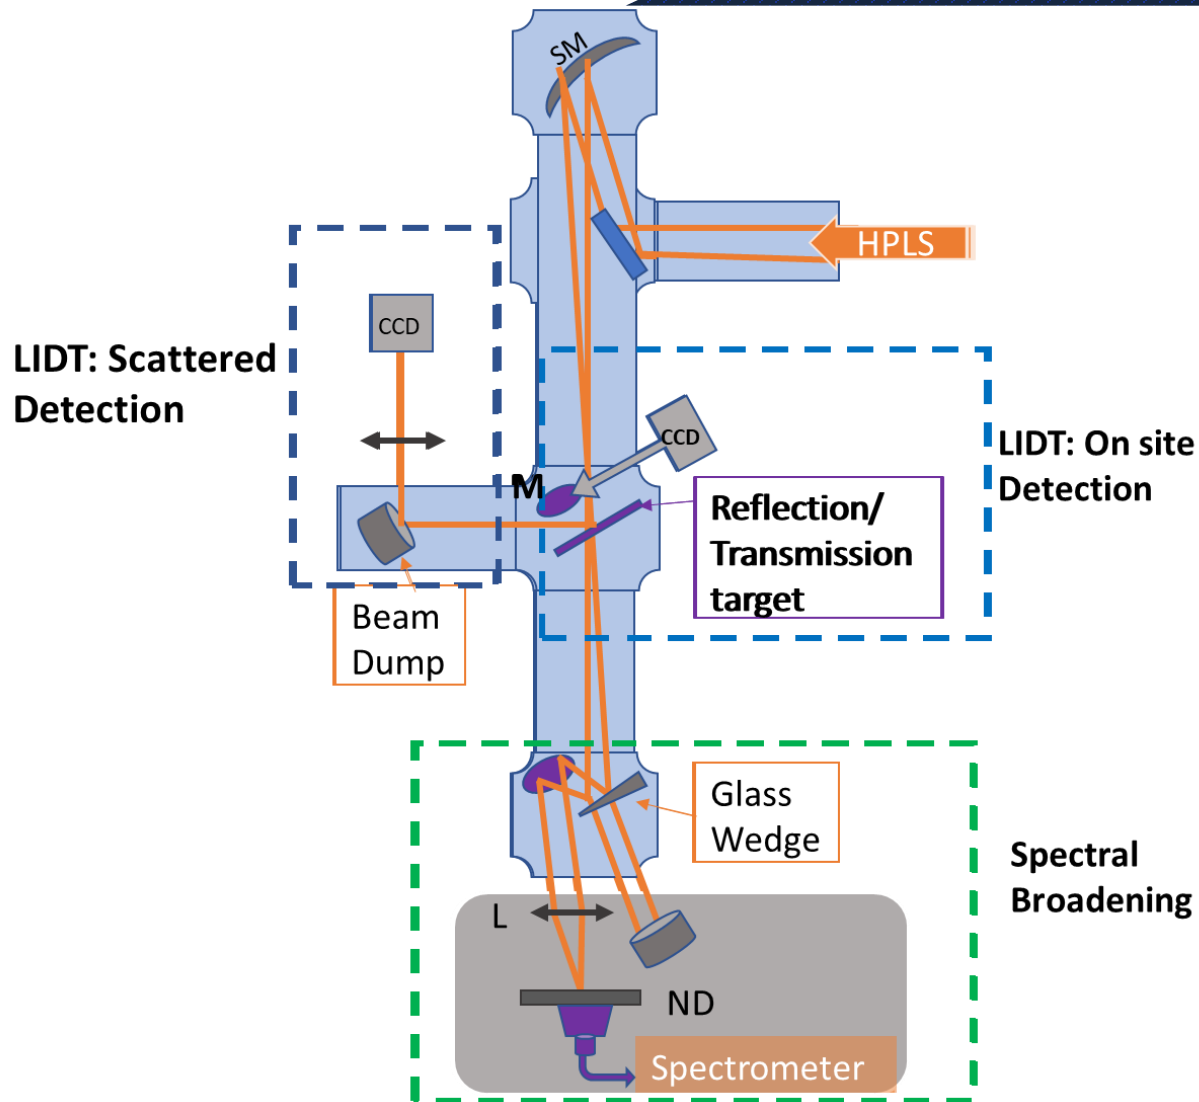 SM
HPLS
CCD
LIDT: Scattered
Detection
CCD
LIDT: On site
Detection
M
Reflection/
Transmission
target
Beam
Dump
Glass
Wedge
Spectral
Broadening
L
ND
Spectrometer